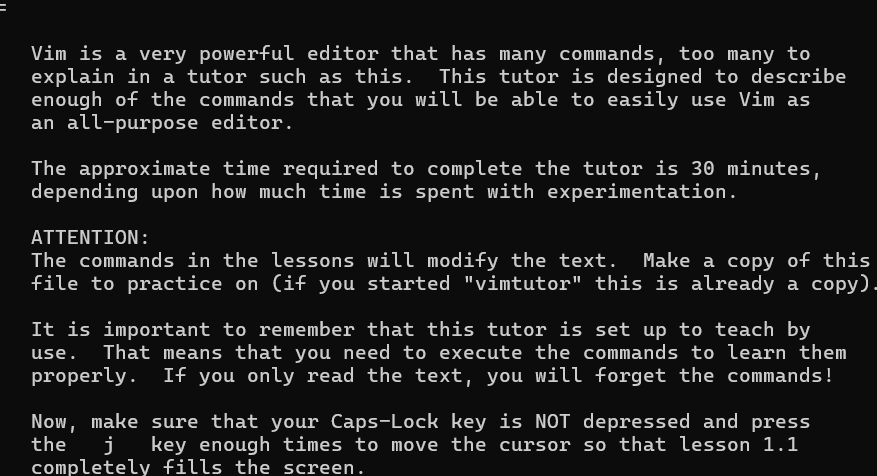 =
Vim is a very powerful editor that has many commands, too many to
explain in a tutor such as this.  This tutor is designed to describe
enough of the commands that you will be able to easily use Vim as
an all-purpose editor.
The approximate time required to complete the tutor is 30 minutes,
depending upon how much time is spent with experimentation.
ATTENTION:
The commands in the lessons will modify the text.  Make a copy of this
file to practice on (if you started "vimtutor" this is already a copy).
It is important to remember that this tutor is set up to teach by
use.  That means that you need to execute the commands to learn them
properly.  If you only read the text, you will forget the commands!
Now, make sure that your Caps-Lock key is NOT depressed and press
the   j   key enough times to move the cursor so that lesson 1.1
completely fills the screen.